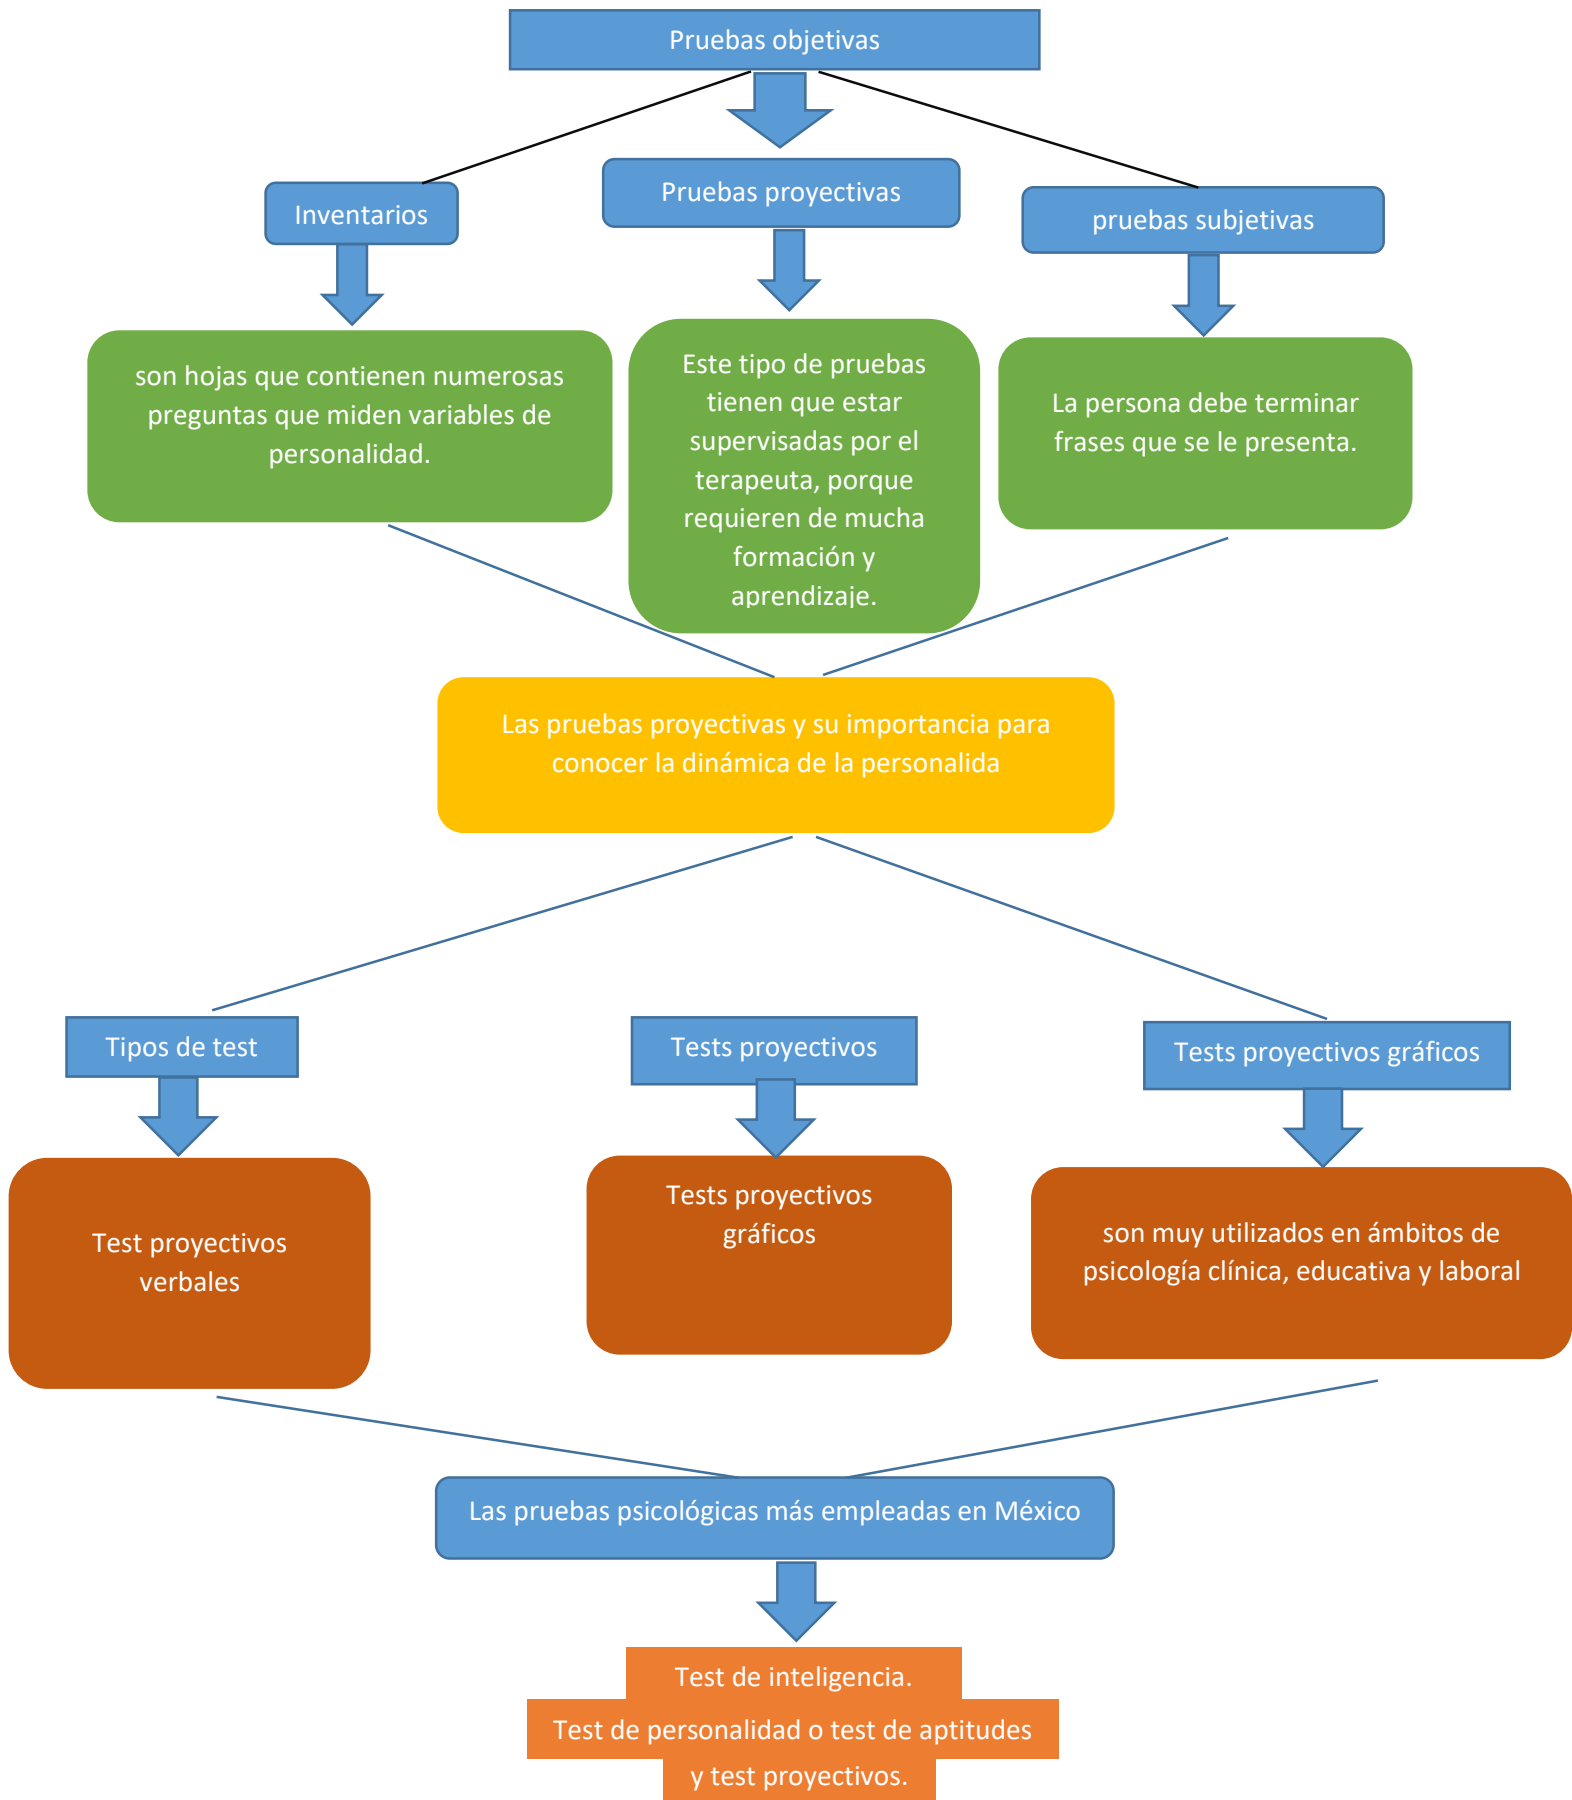 Pruebas objetivas
Inventarios
Pruebas proyectivas
pruebas subjetivas
son hojas que contienen numerosas
preguntas que miden variables de
personalidad.
Este tipo de pruebas
tienen que estar
supervisadas por el
terapeuta, porque
requieren de mucha
formación y
aprendizaje.
La persona debe terminar
frases que se le presenta.
Las pruebas proyectivas y su importancia para
conocer la dinámica de la personalida
Tipos de test
Tests proyectivos
Tests proyectivos gráficos
Test proyectivos
verbales
Tests proyectivos
gráficos
son muy utilizados en ámbitos de
psicología clínica, educativa y laboral
Las pruebas psicológicas más empleadas en México
Test de inteligencia.
Test de personalidad o test de aptitudes
y test proyectivos.